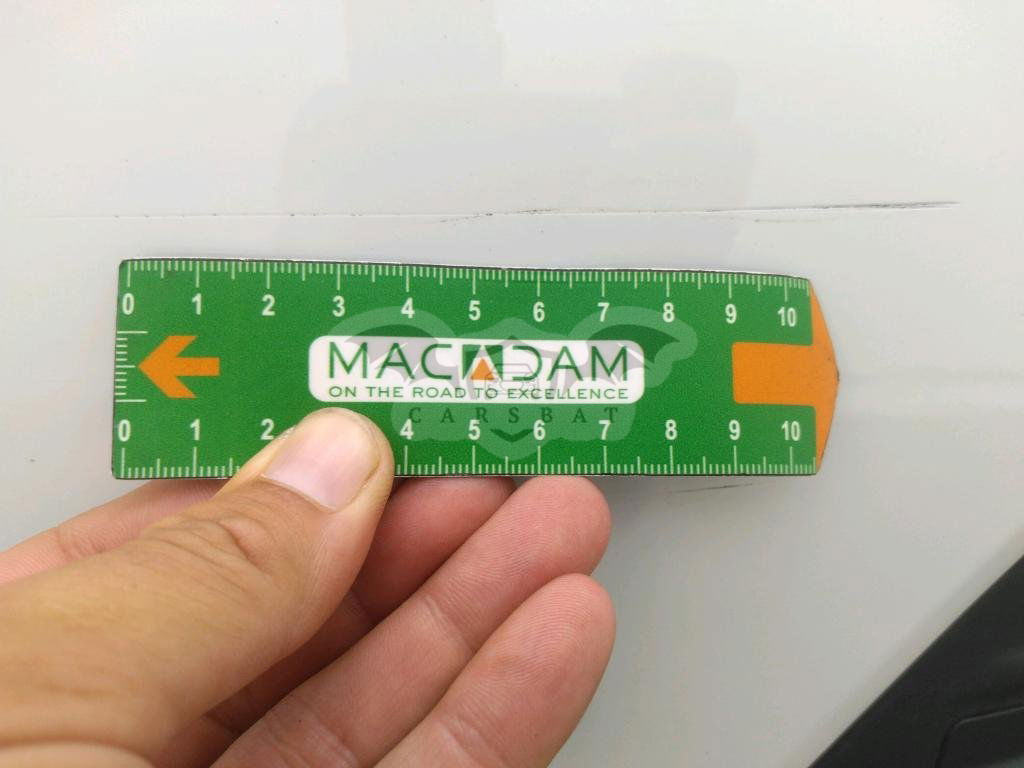 0 1 2 3 4 5 6 7 8 9 10
MACADAM
ON THE ROAD TO EXCELLENCE
CARSBAT
0 1 2 4 5 6 7 8 9 10